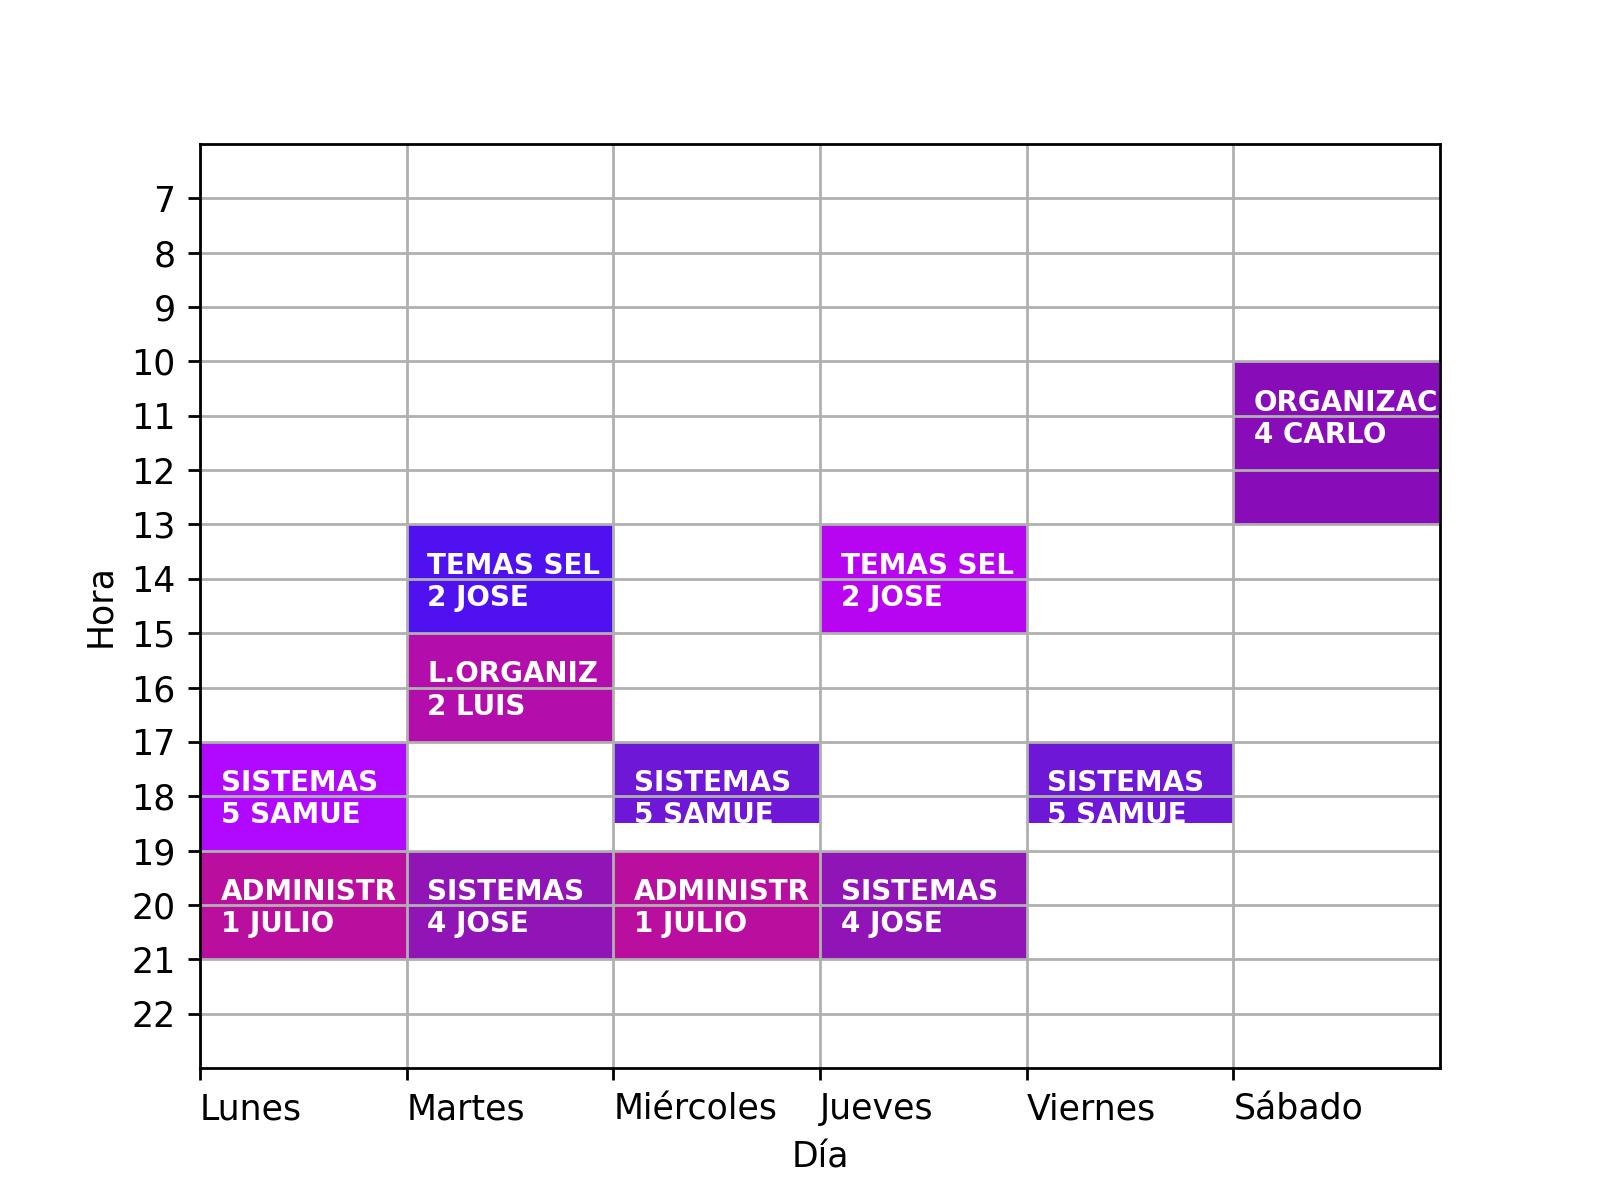 7
8
9
10
ORGANIZAC
11
4 CARLO
12
13
TEMAS SEL
TEMAS SEL
14
2 JOSE
2 JOSE
15
L.ORGANIZ
16
2 LUIS
17
SISTEMAS
SISTEMAS
SISTEMAS
18
5 SAMUE
5 SAMUE
5 SAMUE
19
ADMINISTR
SISTEMAS
ADMINISTR
SISTEMAS
20
1 JULIO
4 JOSE
1 JULIO
4 JOSE
21
22
Hora
Lunes
Martes
Miércoles
Jueves
Viernes
Sábado
Día